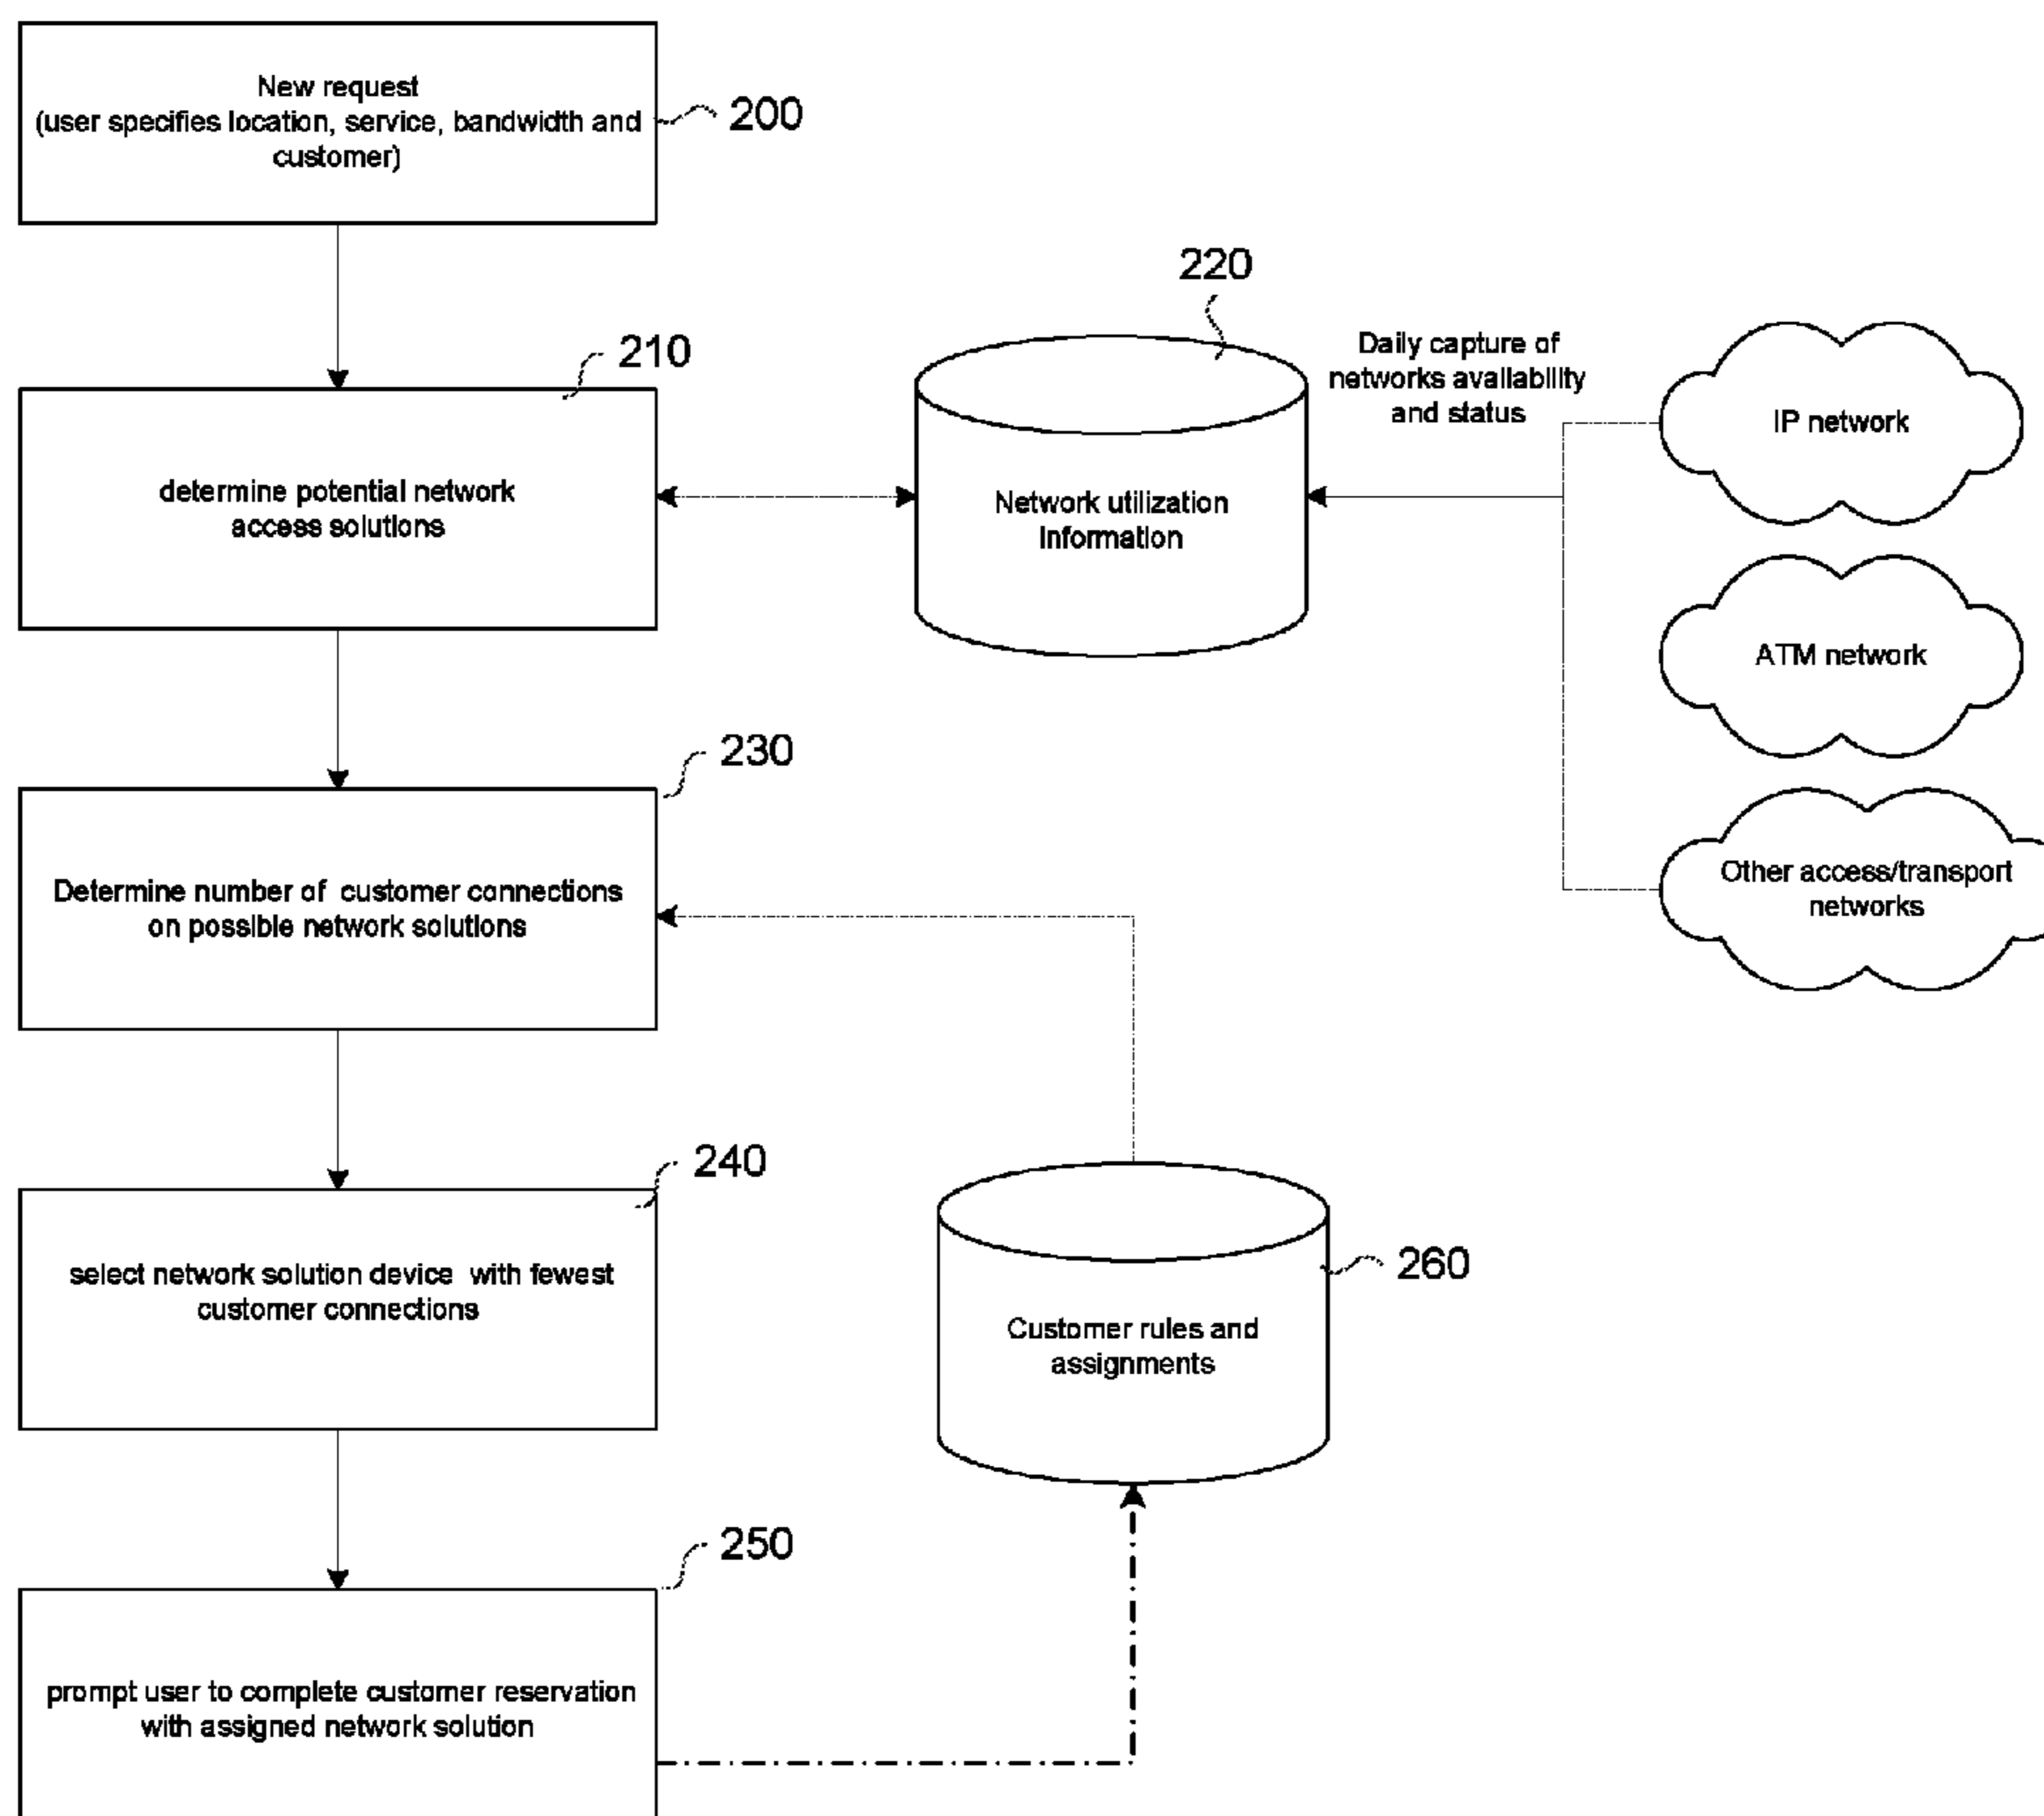 New request
(user specifies location, service, bandwidth and
customer)
200
210
determine potential network
access solutions
220
Network utilization
information
Daily capture of
networks availability
and status
IP network
ATM network
Other access/transport
networks
230
Determine number of customer connections
on possible network solutions
240
select network solution device with fewest
customer connections
260
Customer rules and
assignments
250
prompt user to complete customer reservation
with assigned network solution